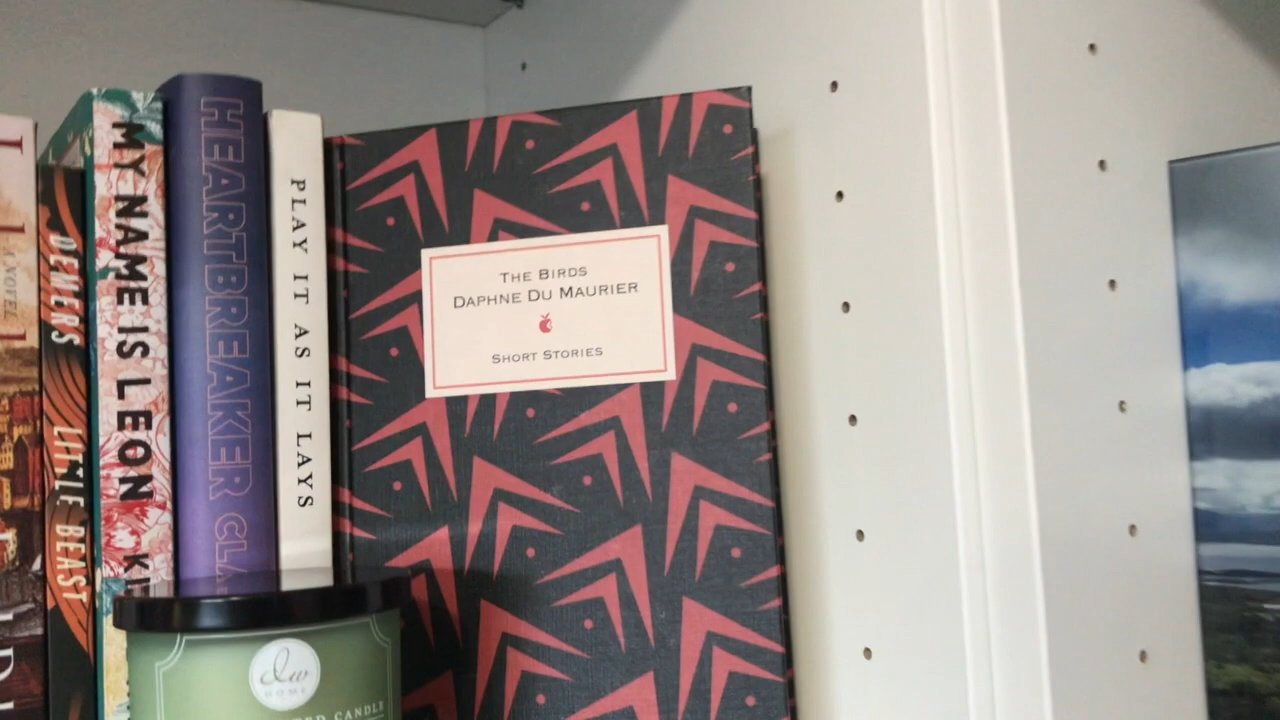 A NOVEL
DEMERS
LITTLE BEAST
MY NAME IS LEON
HEARTBREAKER
PLAY IT AS IT LAYS
THE BIRDS
DAPHNE DU MAURIER
SHORT STORIES
dw
HOME
CANDLE